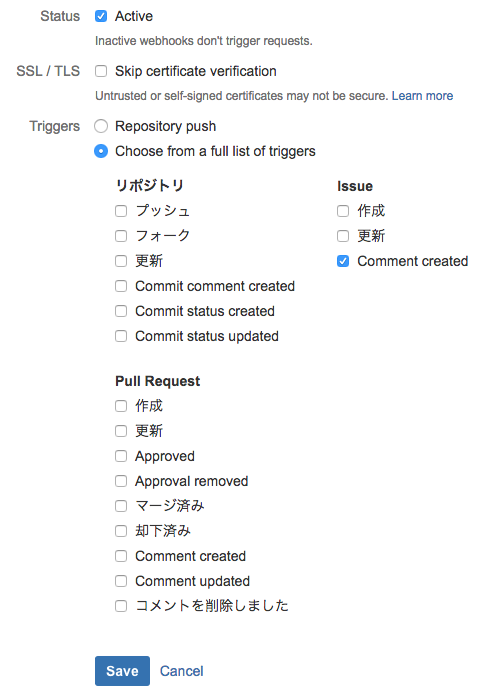 Status Active
Inactive webhooks don't trigger requests.
SSL / TLS Skip certificate verification
Untrusted or self-signed certificates may not be secure. Learn more
Triggers Repository push
Choose from a full list of triggers
リポジトリ
プッシュ
フォーク
更新
Commit comment created
Commit status created
Commit status updated
Issue
作成
更新
Comment created
Pull Request
作成
更新
Approved
Approval removed
マージ済み
却下済み
Comment created
Comment updated
コメントを削除しました
Save Cancel